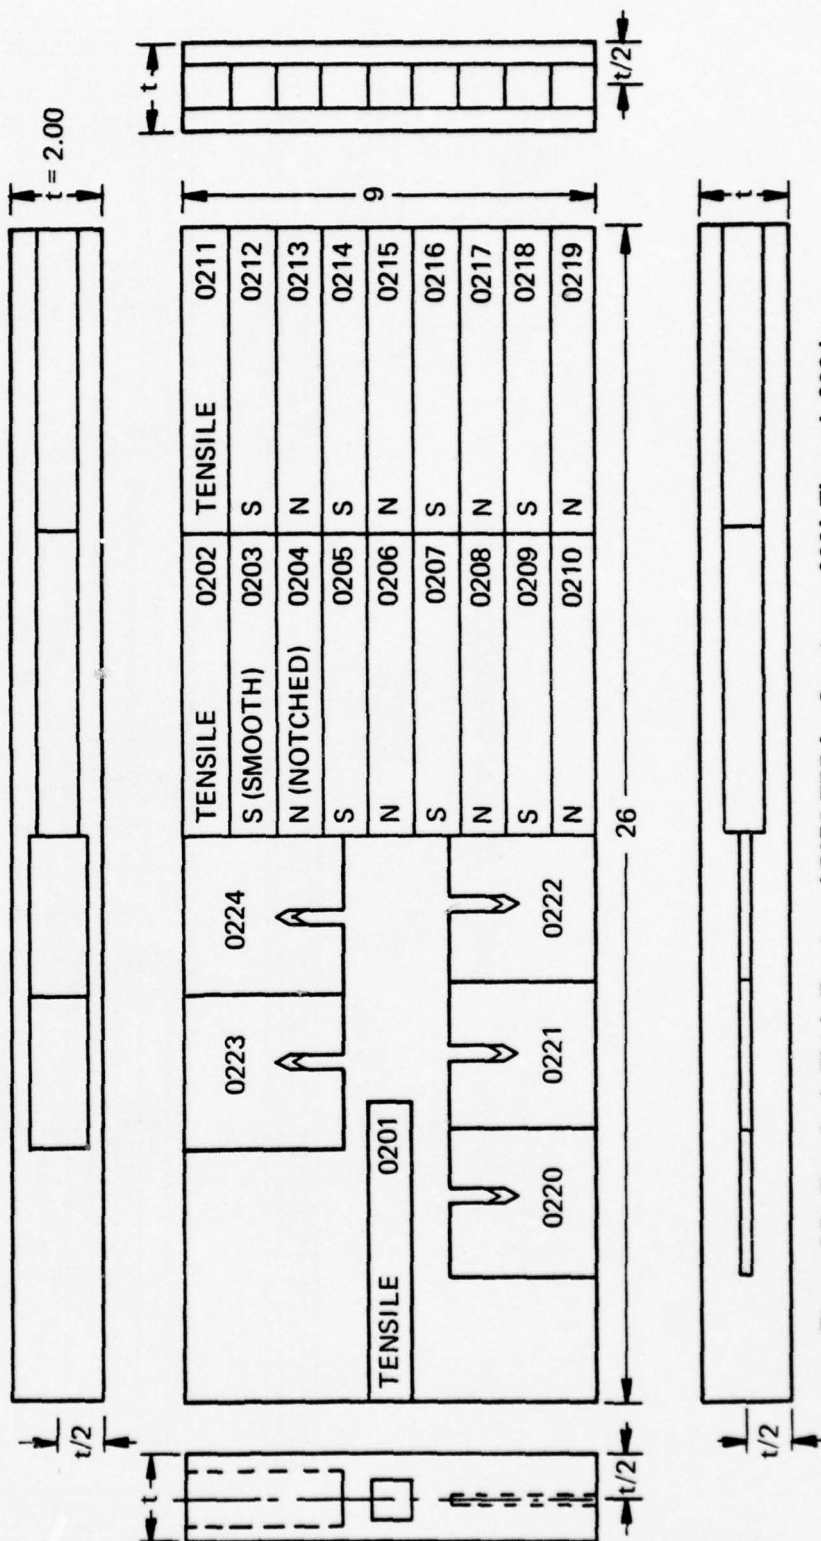 t/2
t = 2.00
t
t/2
TENSILE 0201
0223
0224
0220
0221
0222
TENSILE 0202
S (SMOOTH) 0203
N (NOTCHED) 0204
S 0205
N 0206
S 0207
N 0208
S 0209
N 0210
TENSILE 0211
S 0212
N 0213
S 0214
N 0215
S 0216
N 0217
S 0218
N 0219
9
26
t
t/2
t/2
t